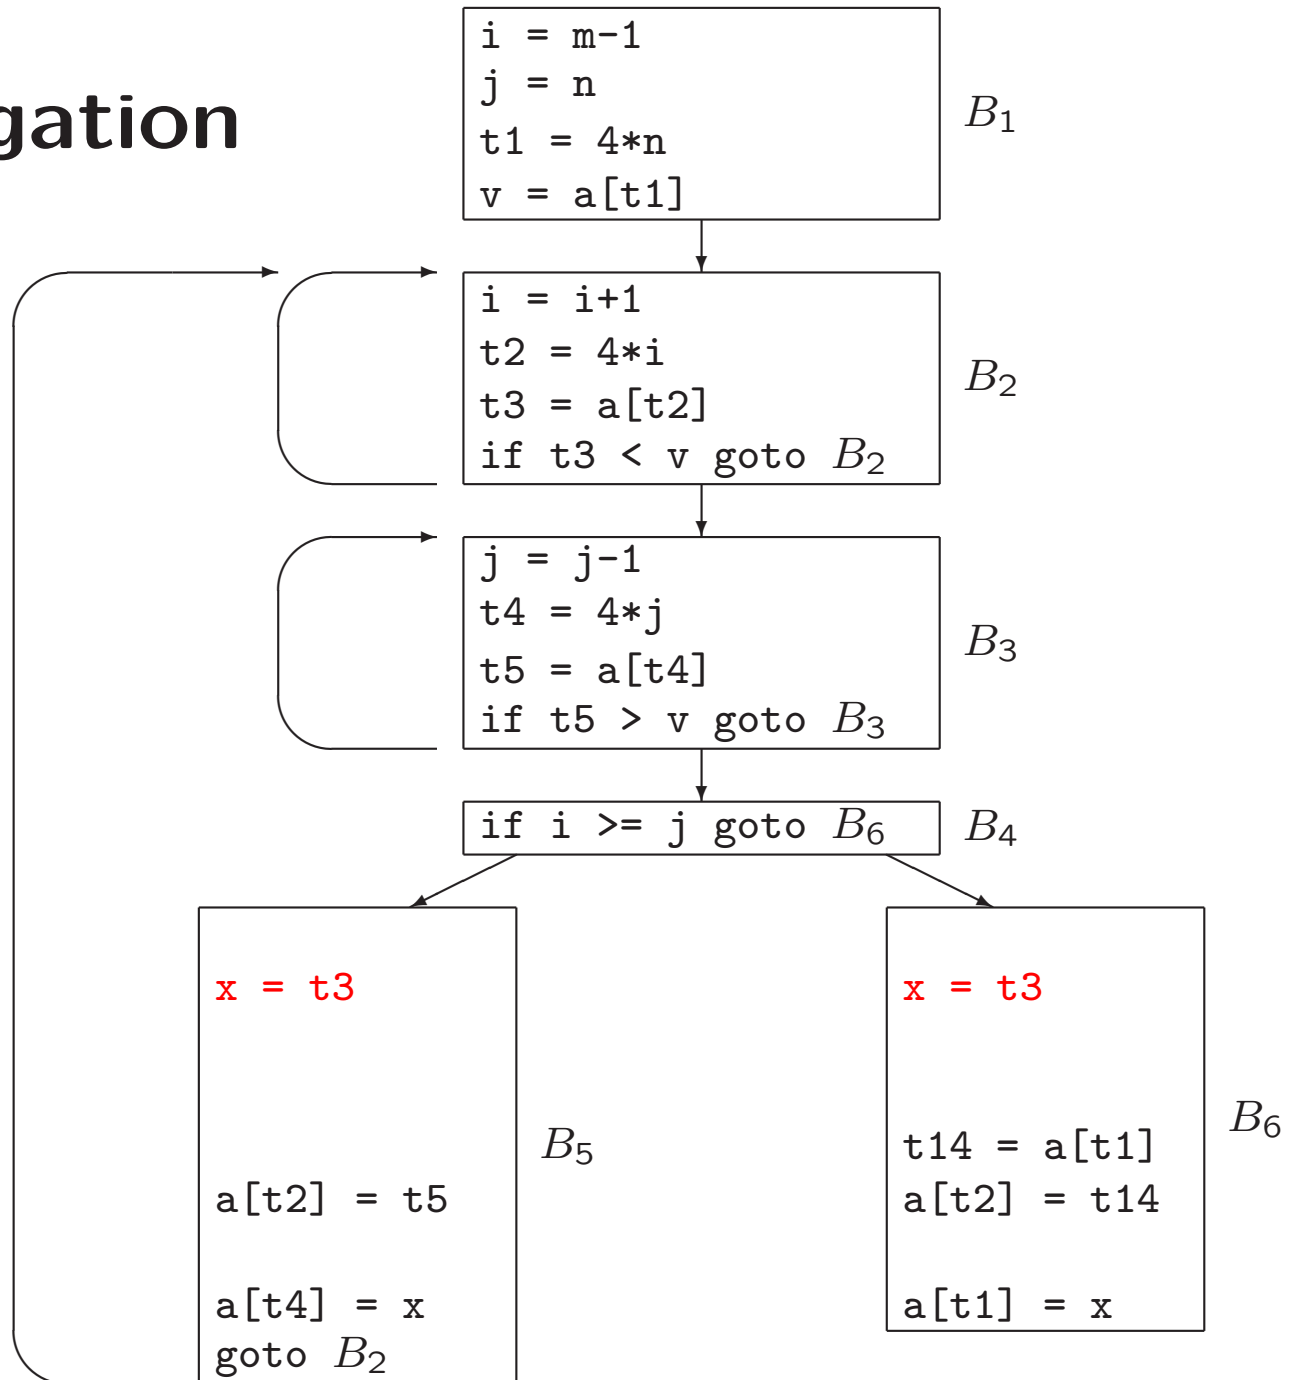 gation
i = m-1
j = n
t1 = 4*n
v = a[t1]
B₁
i = i+1
t2 = 4*i
t3 = a[t2]
if t3 < v goto B₂
B₂
j = j-1
t4 = 4*j
t5 = a[t4]
if t5 > v goto B₃
B₃
if i >= j goto B₆
B₄
x = t3
a[t2] = t5
a[t4] = x
goto B₂
B₅
x = t3
t14 = a[t1]
a[t2] = t14
a[t1] = x
B₆